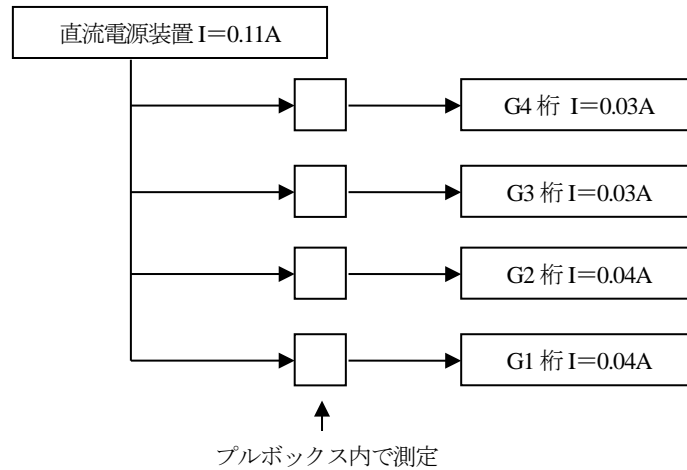 直流電源装置 I＝0.11A
G4 桁 I＝0.03A
G3 桁 I＝0.03A
G2 桁 I＝0.04A
G1 桁 I＝0.04A
プルボックス内で測定